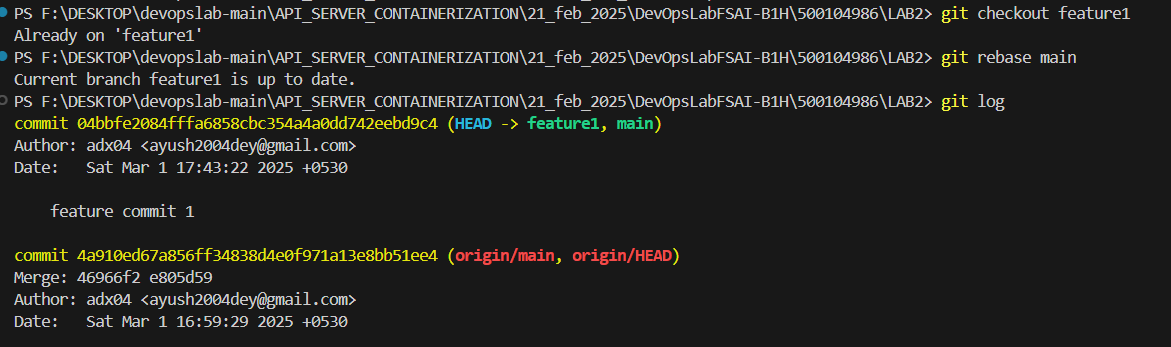 PS F:\DESKTOP\devopslab-main\API_SERVER_CONTAINERIZATION\21_feb_2025\DevOpsLabFSAI-B1H\500104986\LAB2> git checkout feature1
Already on 'feature1'
PS F:\DESKTOP\devopslab-main\API_SERVER_CONTAINERIZATION\21_feb_2025\DevOpsLabFSAI-B1H\500104986\LAB2> git rebase main
Current branch feature1 is up to date.
PS F:\DESKTOP\devopslab-main\API_SERVER_CONTAINERIZATION\21_feb_2025\DevOpsLabFSAI-B1H\500104986\LAB2> git log
commit 04bbfe2084fffa6858cbc354a4a0dd742eebd9c4 (HEAD -> feature1, main)
Author: adx04 <ayush2004dey@gmail.com>
Date:   Sat Mar 1 17:43:22 2025 +0530
    feature commit 1
commit 4a910ed67a856ff34838d4e0f971a13e8bb51ee4 (origin/main, origin/HEAD)
Merge: 46966f2 e805d59
Author: adx04 <ayush2004dey@gmail.com>
Date:   Sat Mar 1 16:59:29 2025 +0530